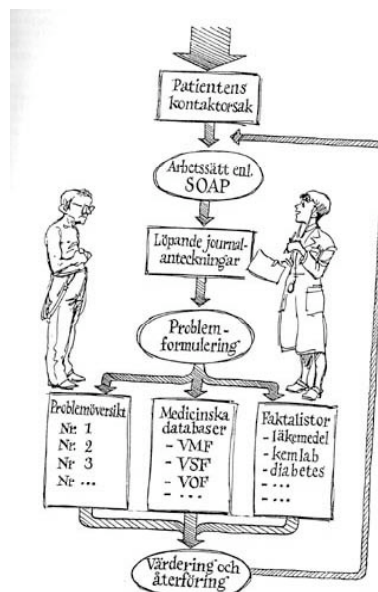 Patientens
kontaktorsak
Arbetssätt enl.
SOAP
Löpande journal-
anteckningar
Problem-
formulering
Problemöversikt
Nr. 1
Nr. 2
Nr 3
Nr ...
Medicinska
databaser
- VMF
- VSF
- VOF
- ...
Faktalistor
- läkemedel
- kemlab
- diabetes
- ...
- ...
Värdering och
återföring